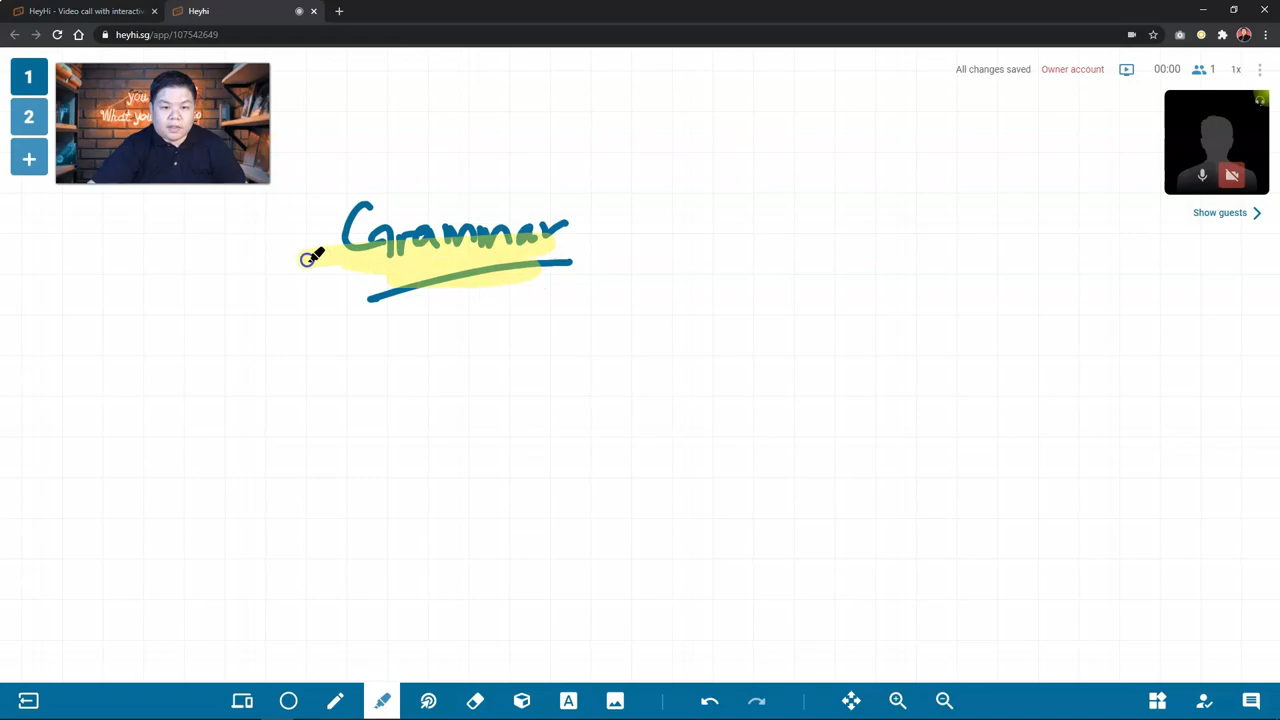 HeyHi - Video call with interactiv
Heyhi
heyhi.sg/app/107542649
1
2
+
All changes saved
Owner account
00:00
1
1x
Show guests
Grammar
A